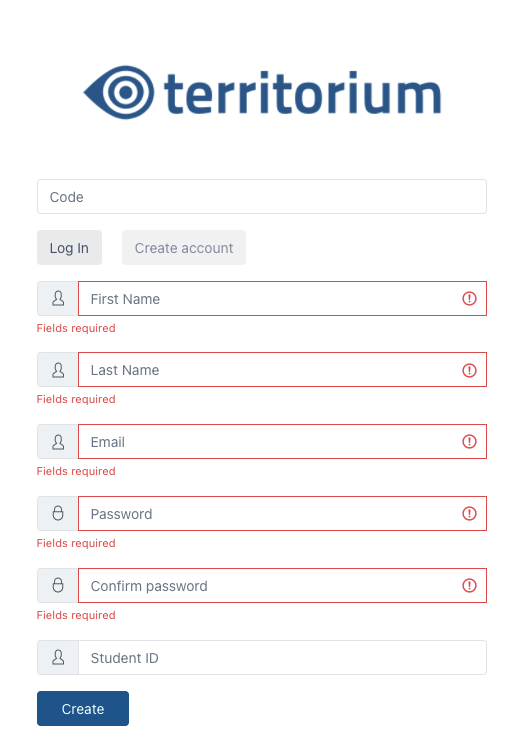 territorium
Code
Log In Create account
First Name
Fields required
Last Name
Fields required
Email
Fields required
Password
Fields required
Confirm password
Fields required
Student ID
Create